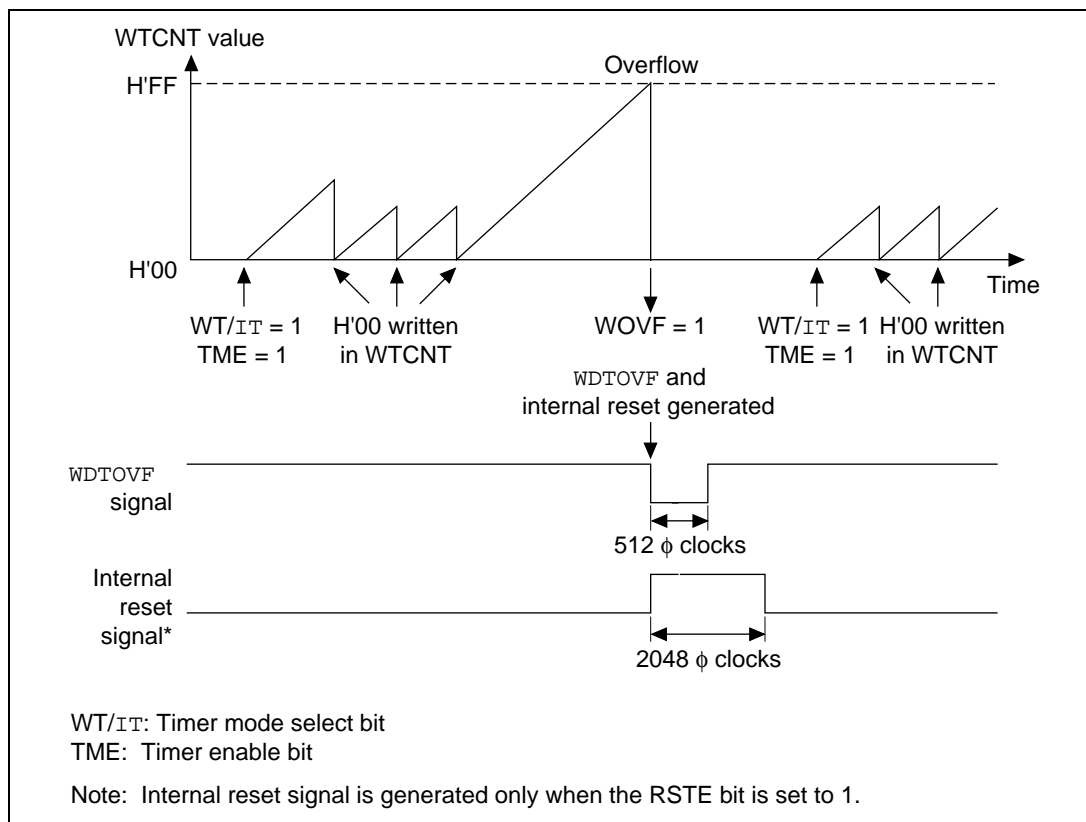 WTCNT value
Overflow
H'FF
H'00
Time
WT/IT = 1
TME = 1
H'00 written
in WTCNT
WOVF = 1
WT/IT = 1
TME = 1
H'00 written
in WTCNT
WDTOVF and
internal reset generated
WDTOVF
signal
512 ϕ clocks
Internal
reset
signal*
2048 ϕ clocks
WT/IT: Timer mode select bit
TME: Timer enable bit
Note: Internal reset signal is generated only when the RSTE bit is set to 1.